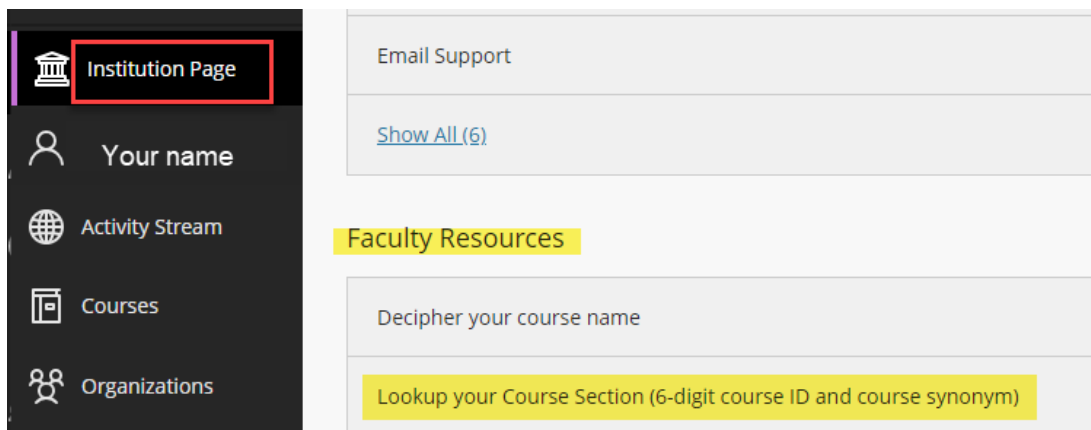 Institution Page
Your name
Activity Stream
Courses
Organizations
Email Support
Show All (6)
Faculty Resources
Decipher your course name
Lookup your Course Section (6-digit course ID and course synonym)